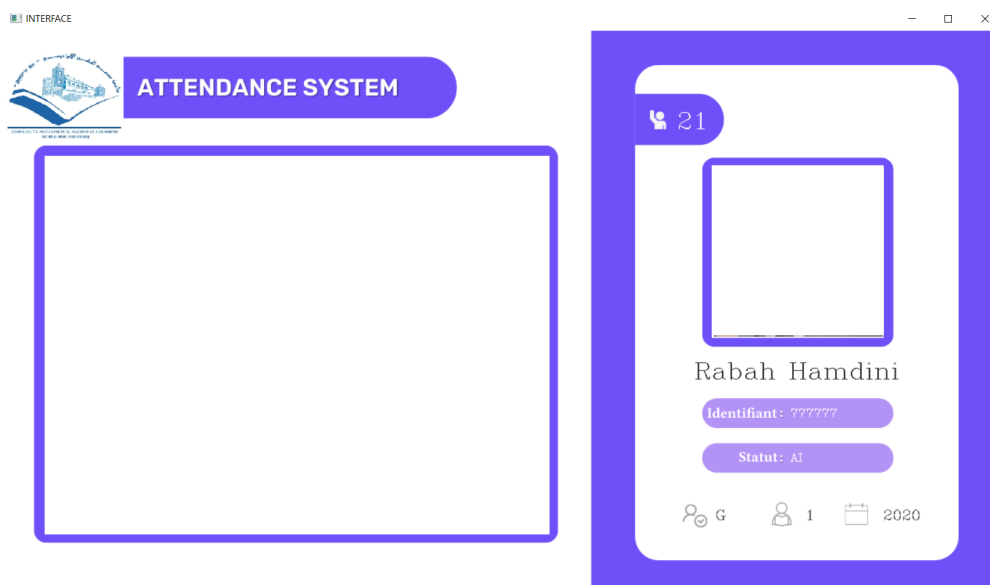 INTERFACE
ATTENDANCE SYSTEM
21
Rabah Hamdini
Identifiant: 777777
Statut: AI
G 1 2020